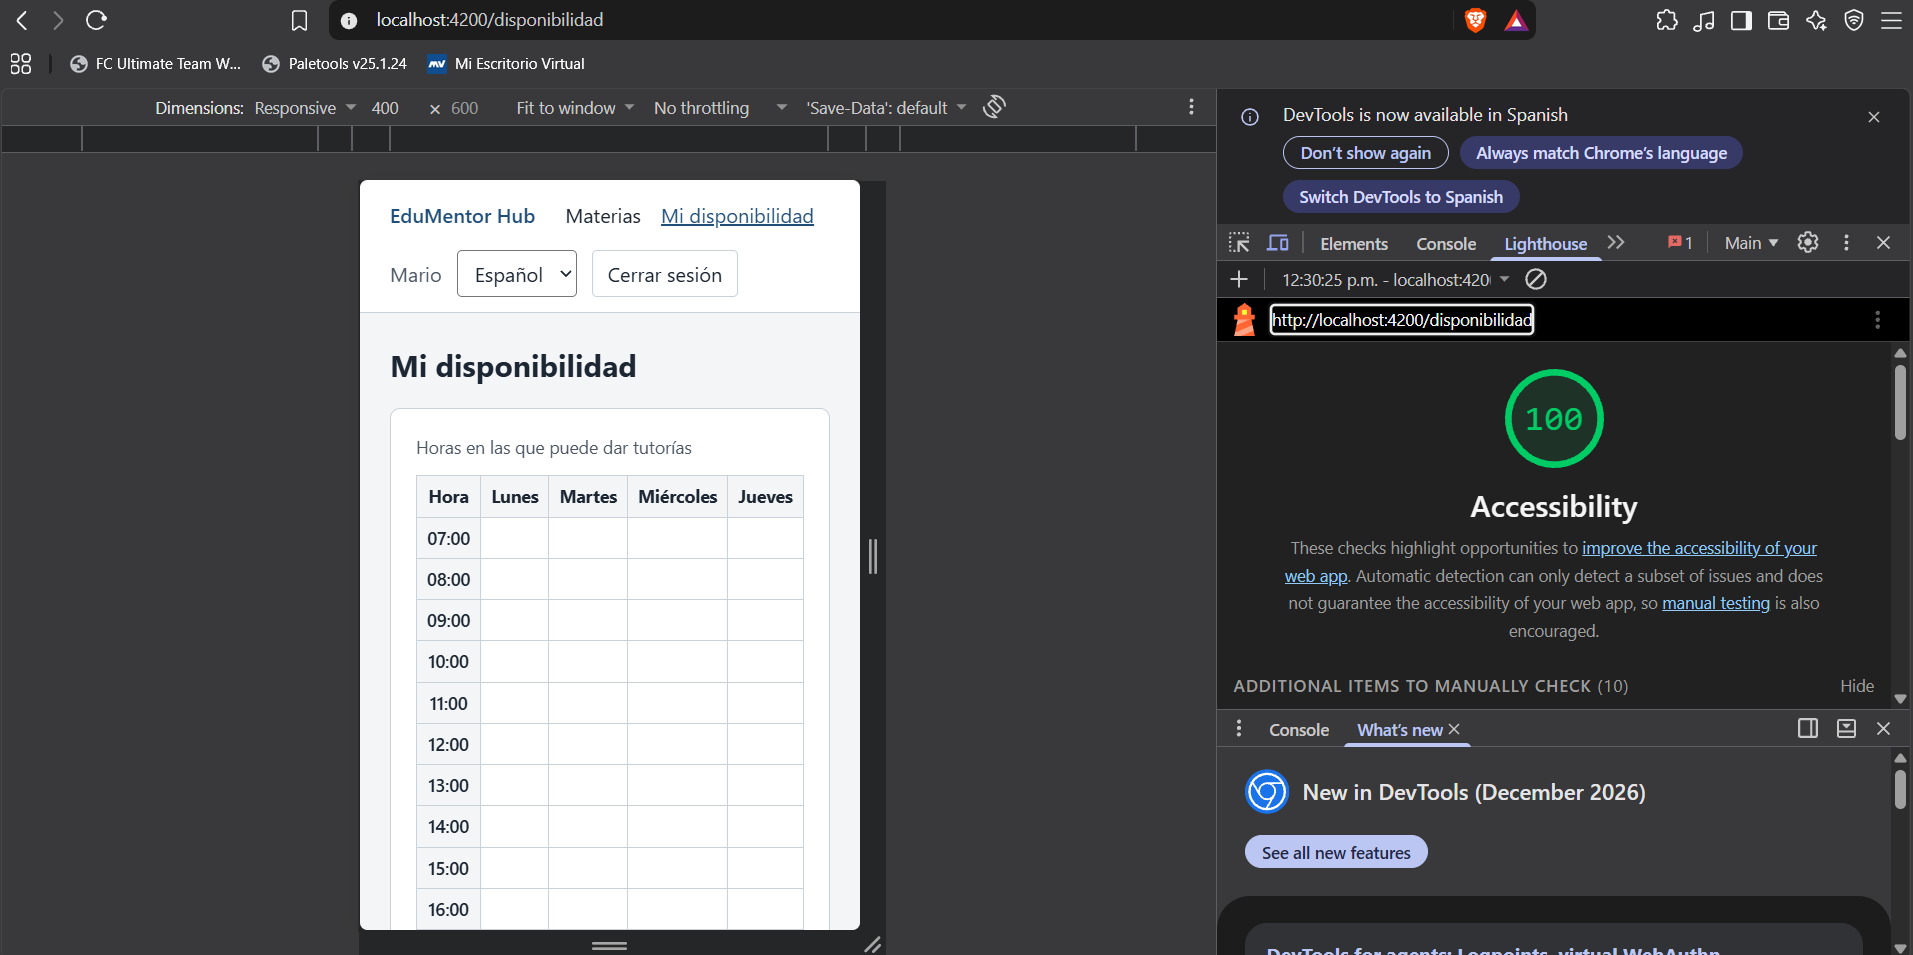 localhost:4200/disponibilidad
FC Ultimate Team W...
Paletools v25.1.24
Mi Escritorio Virtual
Dimensions: Responsive 400 × 600 Fit to window No throttling 'Save-Data': default
EduMentor Hub Materias Mi disponibilidad
Mario Español Cerrar sesión
Mi disponibilidad
Horas en las que puede dar tutorías
Hora Lunes Martes Miércoles Jueves
07:00
08:00
09:00
10:00
11:00
12:00
13:00
14:00
15:00
16:00
DevTools is now available in Spanish
Don't show again Always match Chrome's language
Switch DevTools to Spanish
Elements Console Lighthouse 1 Main
12:30:25 p.m. - localhost:420
http://localhost:4200/disponibilidad
100
Accessibility
These checks highlight opportunities to improve the accessibility of your
web app. Automatic detection can only detect a subset of issues and does
not guarantee the accessibility of your web app, so manual testing is also
encouraged.
ADDITIONAL ITEMS TO MANUALLY CHECK (10) Hide
Console What's new
New in DevTools (December 2026)
See all new features
DevTools for agents: Logpoints, virtual WebAuthn